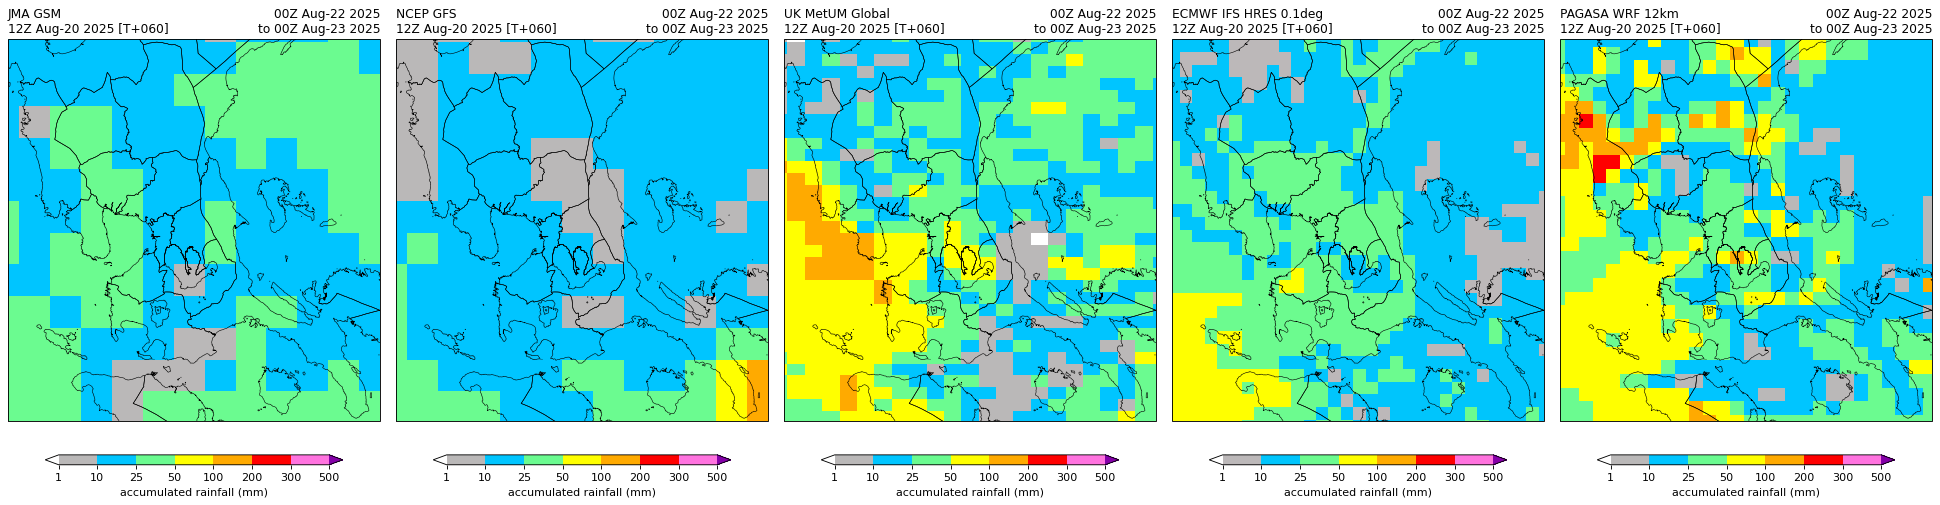 JMA GSM 00Z Aug-22 2025
12Z Aug-20 2025 [T+060] to 00Z Aug-23 2025
NCEP GFS 00Z Aug-22 2025
12Z Aug-20 2025 [T+060] to 00Z Aug-23 2025
UK MetUM Global 00Z Aug-22 2025
12Z Aug-20 2025 [T+060] to 00Z Aug-23 2025
ECMWF IFS HRES 0.1deg 00Z Aug-22 2025
12Z Aug-20 2025 [T+060] to 00Z Aug-23 2025
PAGASA WRF 12km 00Z Aug-22 2025
12Z Aug-20 2025 [T+060] to 00Z Aug-23 2025
1 10 25 50 100 200 300 500
accumulated rainfall (mm)
1 10 25 50 100 200 300 500
accumulated rainfall (mm)
1 10 25 50 100 200 300 500
accumulated rainfall (mm)
1 10 25 50 100 200 300 500
accumulated rainfall (mm)
1 10 25 50 100 200 300 500
accumulated rainfall (mm)